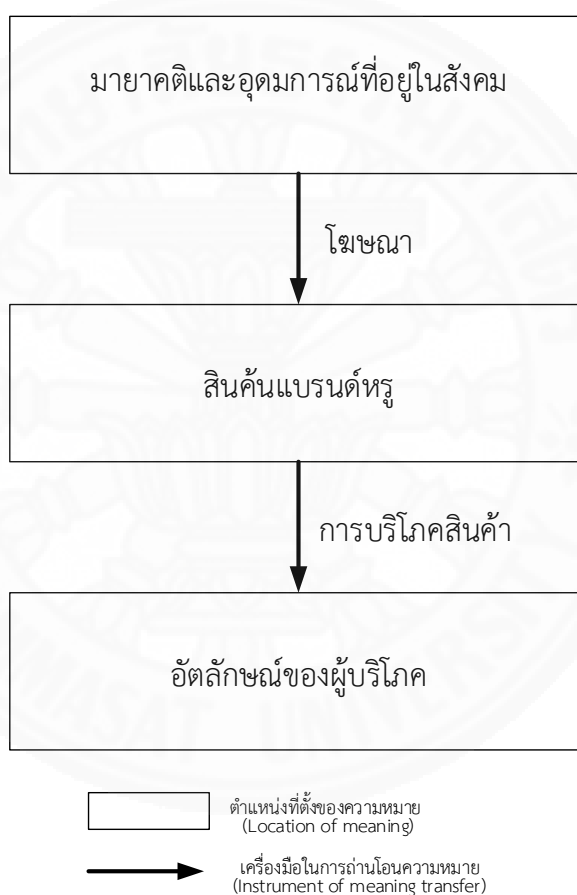 มายาคติและอุดมการณ์ที่อยู่ในสังคม
โฆษณา
สินค้นแบรนด์หรู
การบริโภคสินค้า
อัตลักษณ์ของผู้บริโภค
ตำแหน่งที่ตั้งของความหมาย
(Location of meaning)
เครื่องมือในการถ่านโอนความหมาย
(Instrument of meaning transfer)